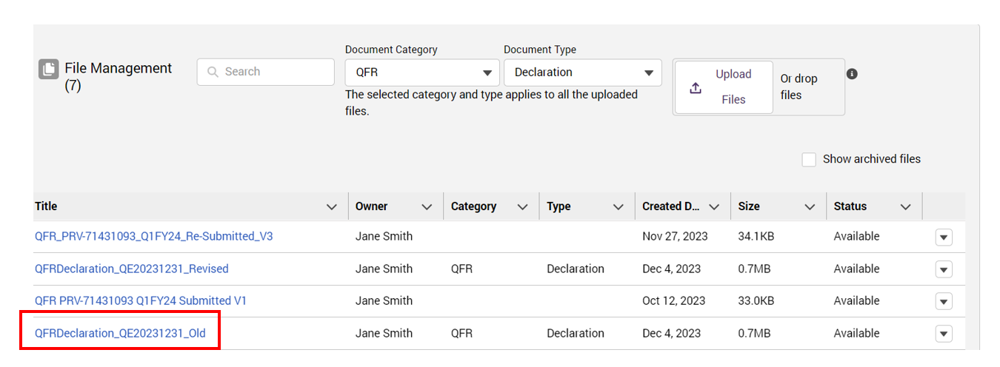 Document Category
Document Type
File Management
(7)
Search
QFR
Declaration
The selected category and type applies to all the uploaded
files.
Upload
Files
Or drop
files
Show archived files
Title Owner Category Type Created D... Size Status
QFR_PRV-71431093_Q1FY24_Re-Submitted_V3 Jane Smith Nov 27, 2023 34.1KB Available
QFRDeclaration_QE20231231_Revised Jane Smith QFR Declaration Dec 4, 2023 0.7MB Available
QFR PRV-71431093 Q1FY24 Submitted V1 Jane Smith Oct 12, 2023 33.0KB Available
QFRDeclaration_QE20231231_Old Jane Smith QFR Declaration Dec 4, 2023 0.7MB Available